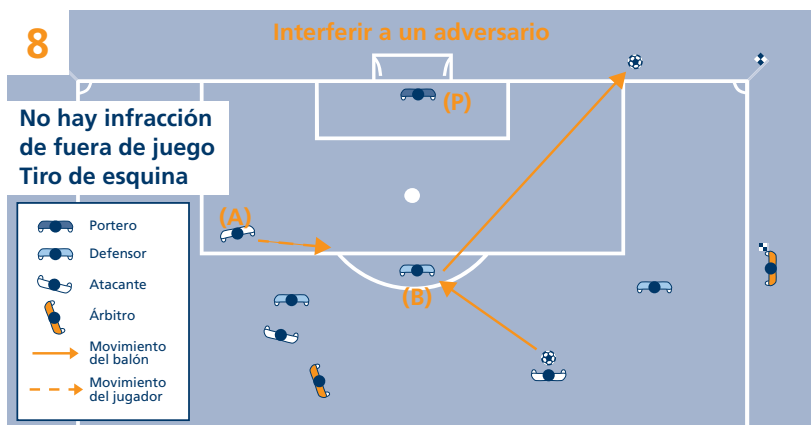 8
Interferir a un adversario
(P)
No hay infracción
de fuera de juego
Tiro de esquina
(A)
(B)
Portero
Defensor
Atacante
Árbitro
Movimiento
del balón
Movimiento
del jugador